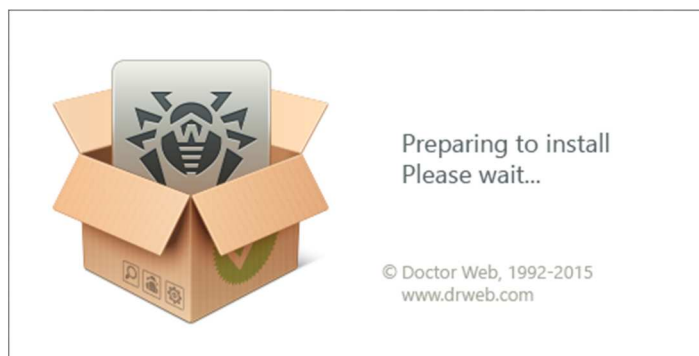 Preparing to install
Please wait...
© Doctor Web, 1992-2015
www.drweb.com